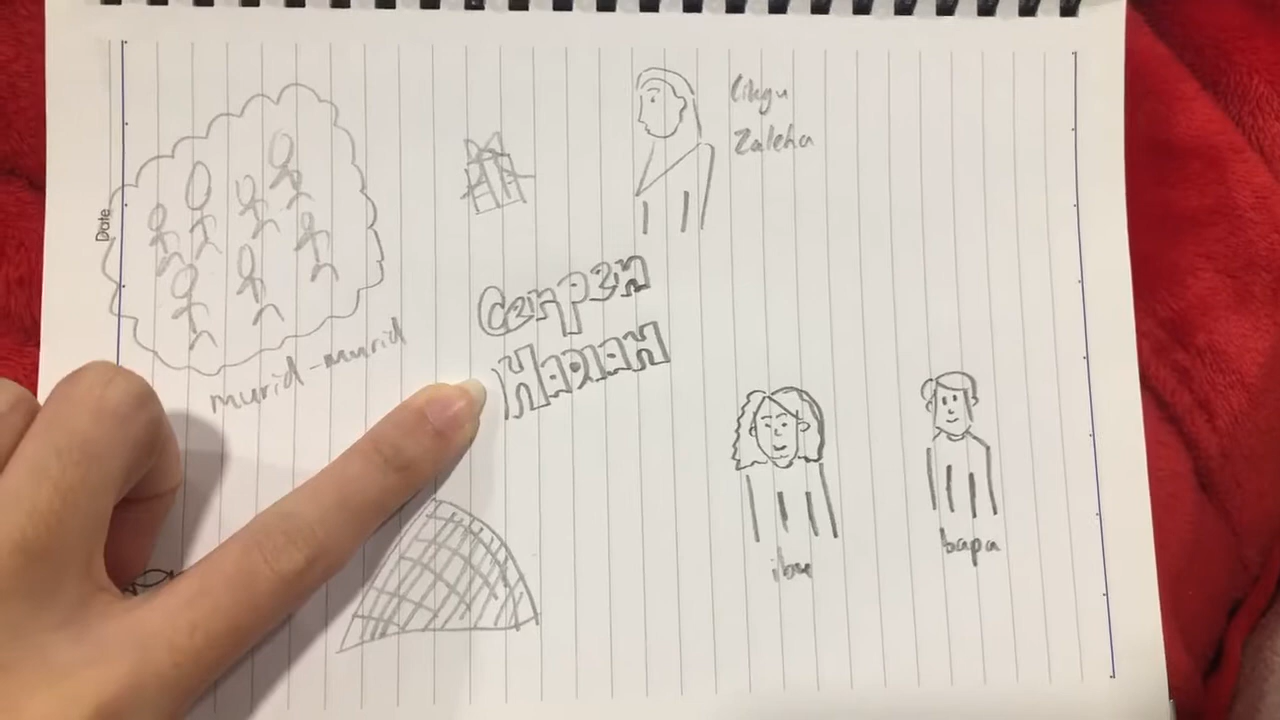 Date
Cikgu
Zaleha
Cerpen
Hadiah
murid-murid
ibu
bapa